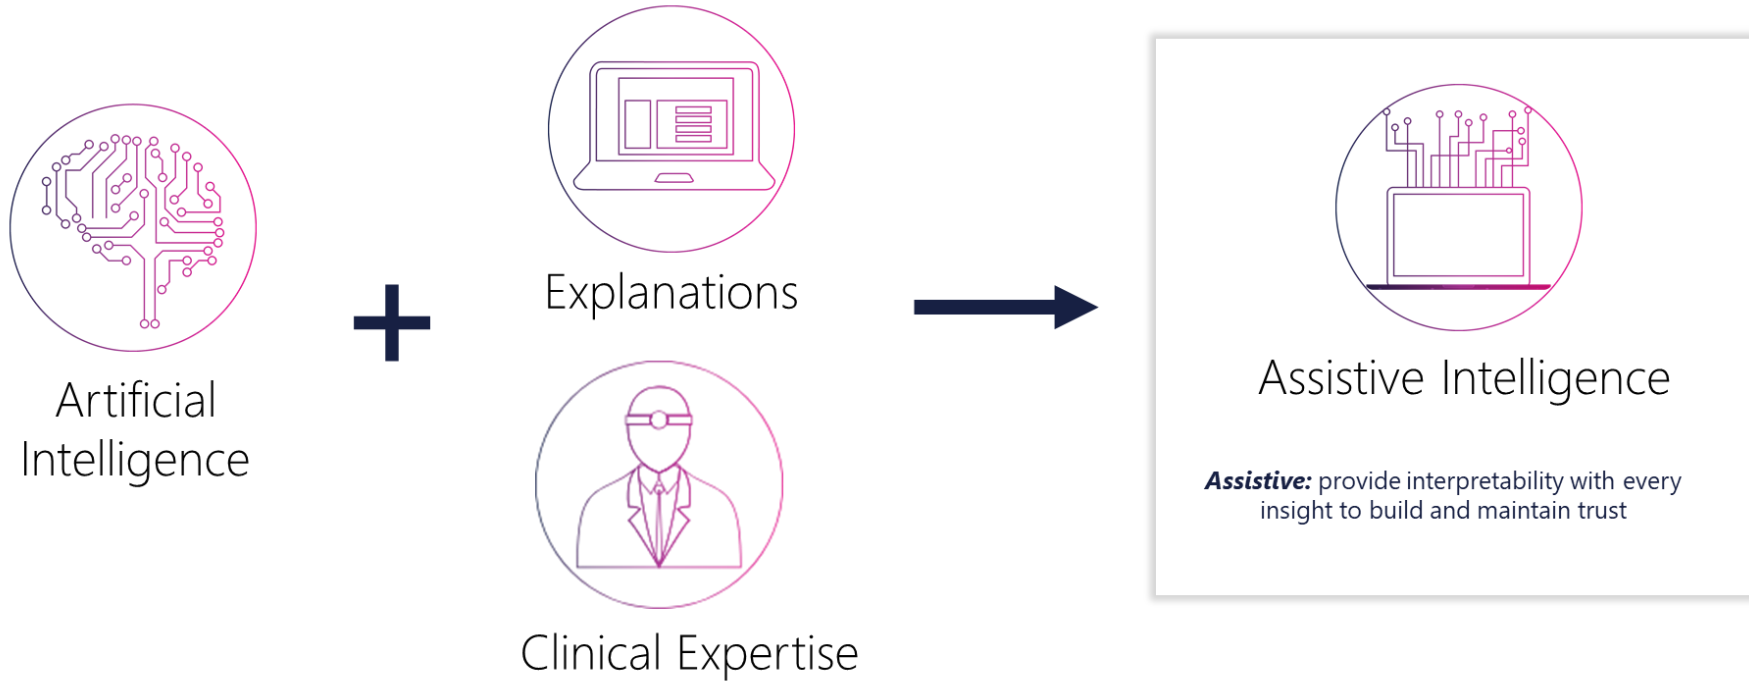 Artificial
Intelligence
Explanations
Clinical Expertise
Assistive Intelligence
Assistive: provide interpretability with every
insight to build and maintain trust